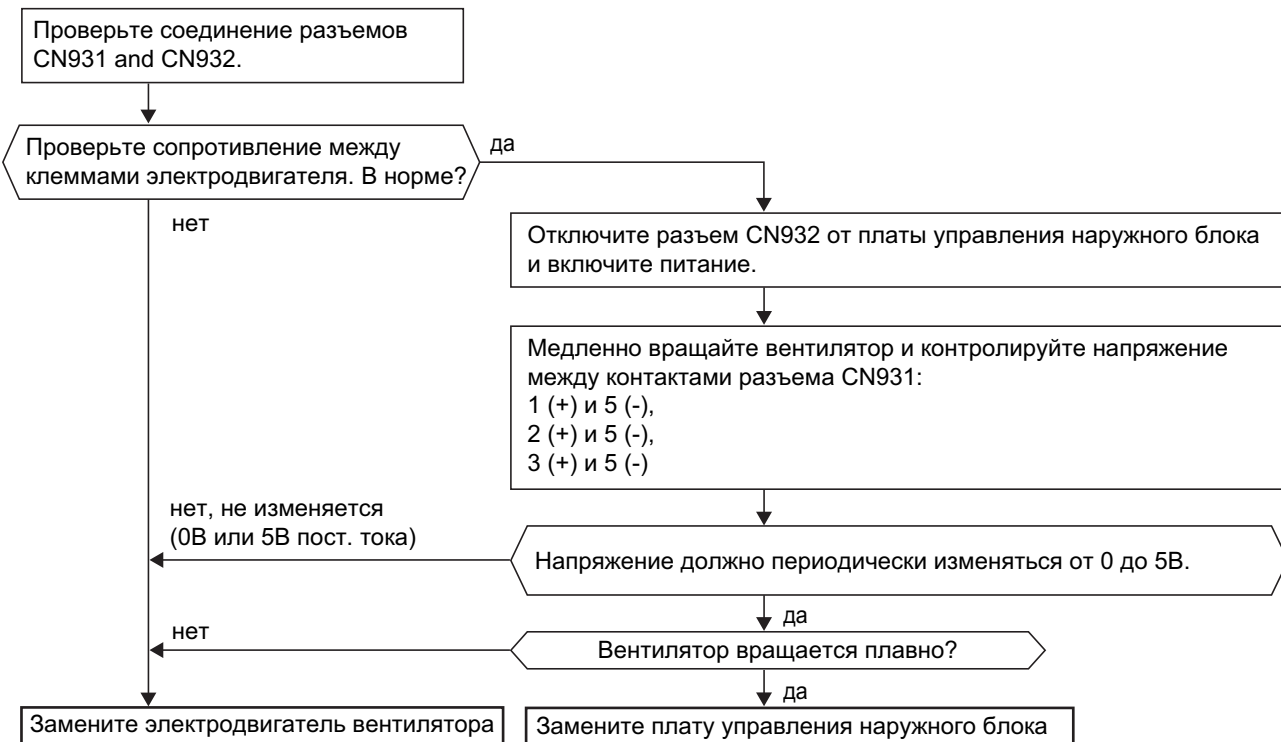 Проверьте соединение разъемов
CN931 and CN932.
Проверьте сопротивление между
клеммами электродвигателя. В норме?
да
нет
Отключите разъем CN932 от платы управления наружного блока
и включите питание.
Медленно вращайте вентилятор и контролируйте напряжение
между контактами разъема CN931:
1 (+) и 5 (-),
2 (+) и 5 (-),
3 (+) и 5 (-)
нет, не изменяется
(0В или 5В пост. тока)
Напряжение должно периодически изменяться от 0 до 5В.
да
нет
Вентилятор вращается плавно?
да
Замените электродвигатель вентилятора
Замените плату управления наружного блока